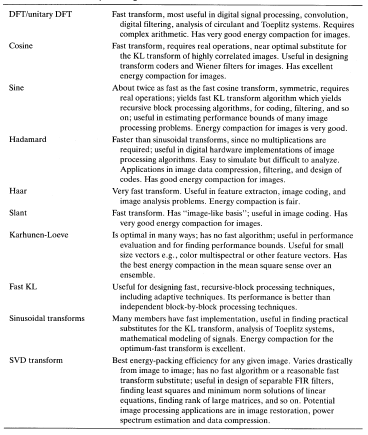 DFT/unitary DFT Fast transform, most useful in digital signal processing, convolution,
digital filtering, analysis of circulant and Toeplitz systems. Requires
complex arithmetic. Has very good energy compaction for images.
Cosine Fast transform, requires real operations, near optimal substitute for
the KL transform of highly correlated images. Useful in designing
transform coders and Wiener filters for images. Has excellent
energy compaction for images.
Sine About twice as fast as the fast cosine transform, symmetric, requires
real operations; yields fast KL transform algorithm which yields
recursive block processing algorithms, for coding, filtering, and so
on; useful in estimating performance bounds of many image
processing problems. Energy compaction for images is very good.
Hadamard Faster than sinusoidal transforms, since no multiplications are
required; useful in digital hardware implementations of image
processing algorithms. Easy to simulate but difficult to analyze.
Applications in image data compression, filtering, and design of
codes. Has good energy compaction for images.
Haar Very fast transform. Useful in feature extracton, image coding, and
image analysis problems. Energy compaction is fair.
Slant Fast transform. Has "image-like basis"; useful in image coding. Has
very good energy compaction for images.
Karhunen-Loeve Is optimal in many ways; has no fast algorithm; useful in performance
evaluation and for finding performance bounds. Useful for small
size vectors e.g., color multispectral or other feature vectors. Has
the best energy compaction in the mean square sense over an
ensemble.
Fast KL Useful for designing fast, recursive-block processing techniques,
including adaptive techniques. Its performance is better than
independent block-by-block processing techniques.
Sinusoidal transforms Many members have fast implementation, useful in finding practical
substitutes for the KL transform, analysis of Toeplitz systems,
mathematical modeling of signals. Energy compaction for the
optimum-fast transform is excellent.
SVD transform Best energy-packing efficiency for any given image. Varies drastically
from image to image; has no fast algorithm or a reasonable fast
transform substitute; useful in design of separable FIR filters,
finding least squares and minimum norm solutions of linear
equations, finding rank of large matrices, and so on. Potential
image processing applications are in image restoration, power
spectrum estimation and data compression.